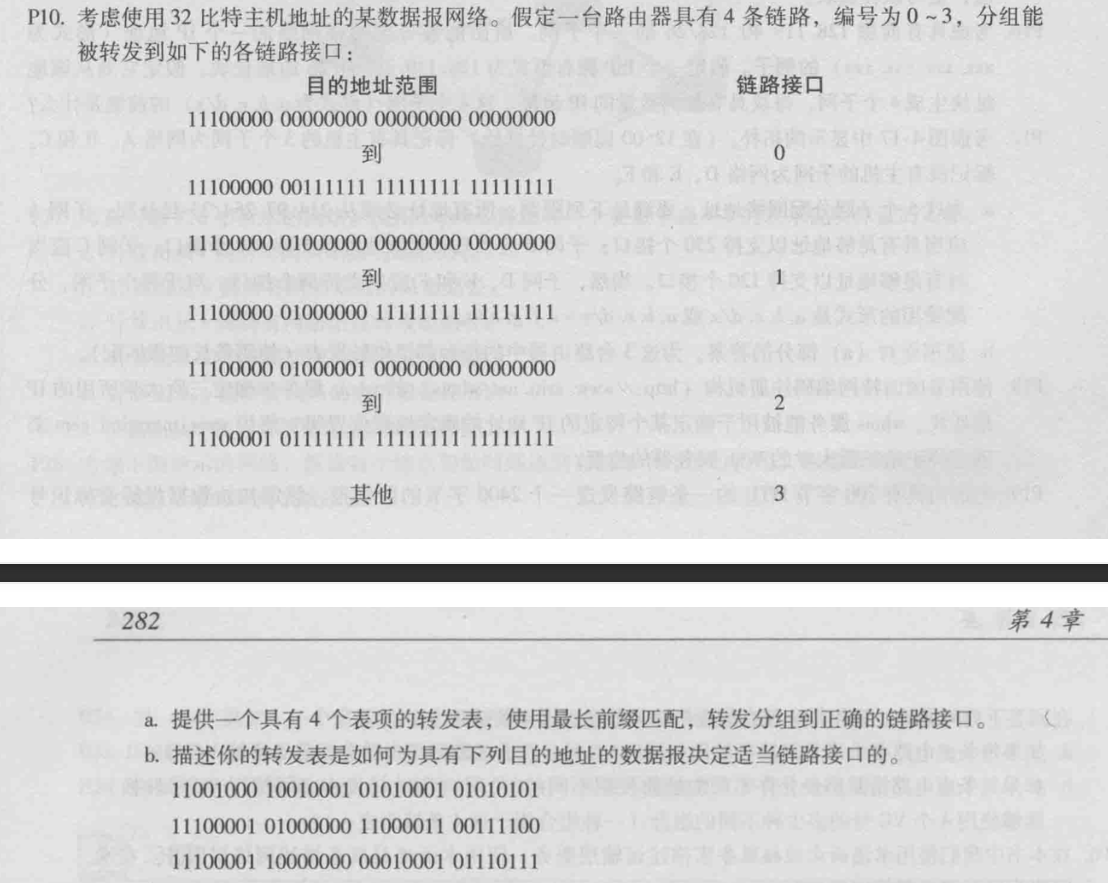 P10. 考虑使用 32 比特主机地址的某数据报网络。假定一台路由器具有 4 条链路，编号为 0 ~ 3，分组能
被转发到如下的各链路接口：
目的地址范围 链路接口
11100000 00000000 00000000 00000000
到 0
11100000 00111111 11111111 11111111
11100000 01000000 00000000 00000000
到 1
11100000 01000000 11111111 11111111
11100000 01000001 00000000 00000000
到 2
11100001 01111111 11111111 11111111
其他 3
282 第 4 章
a. 提供一个具有 4 个表项的转发表，使用最长前缀匹配，转发分组到正确的链路接口。
b. 描述你的转发表是如何为具有下列目的地址的数据报决定适当链路接口的。
11001000 10010001 01010001 01010101
11100001 01000000 11000011 00111100
11100001 10000000 00010001 01110111